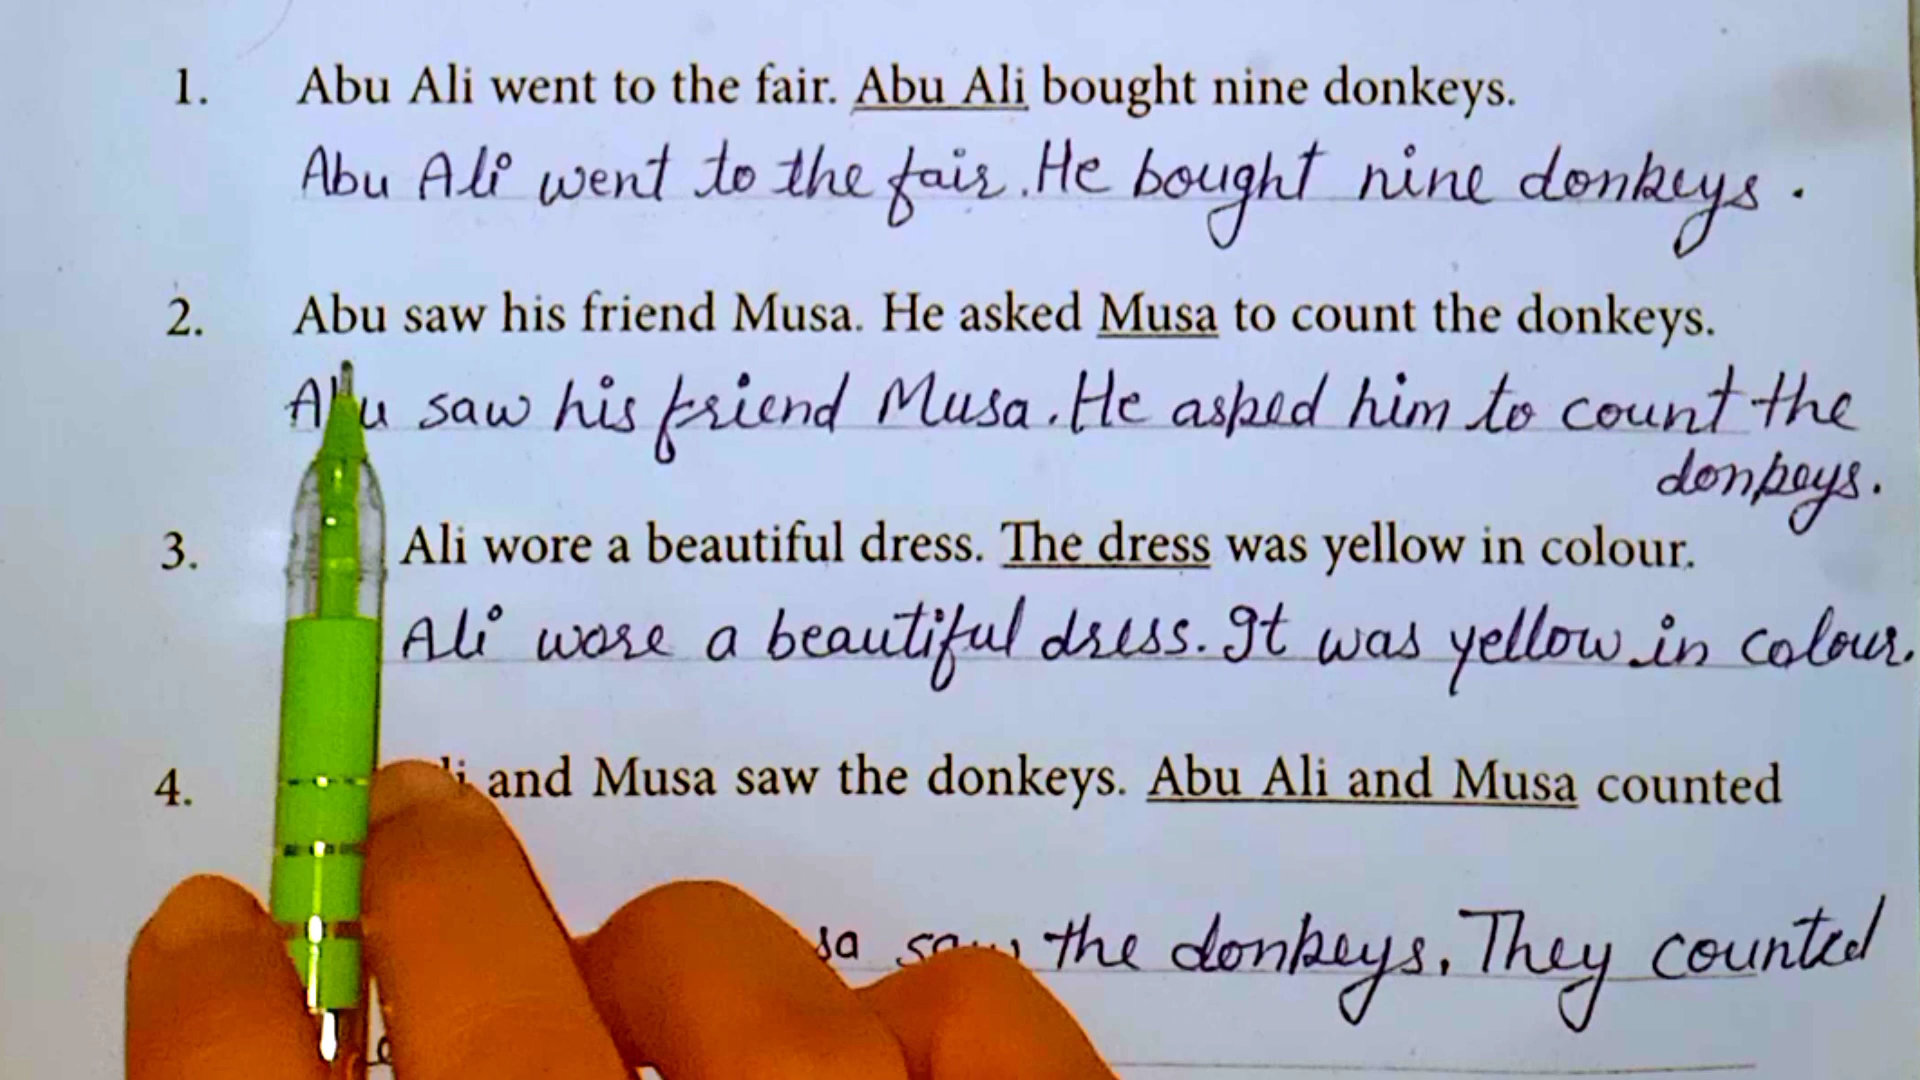 1. Abu Ali went to the fair. Abu Ali bought nine donkeys.
Abu Ali went to the fair. He bought nine donkeys.
2. Abu saw his friend Musa. He asked Musa to count the donkeys.
Abu saw his friend Musa. He asked him to count the
donkeys.
3. Ali wore a beautiful dress. The dress was yellow in colour.
Ali wore a beautiful dress. It was yellow in colour.
4. and Musa saw the donkeys. Abu Ali and Musa counted
saw the donkeys. They counted